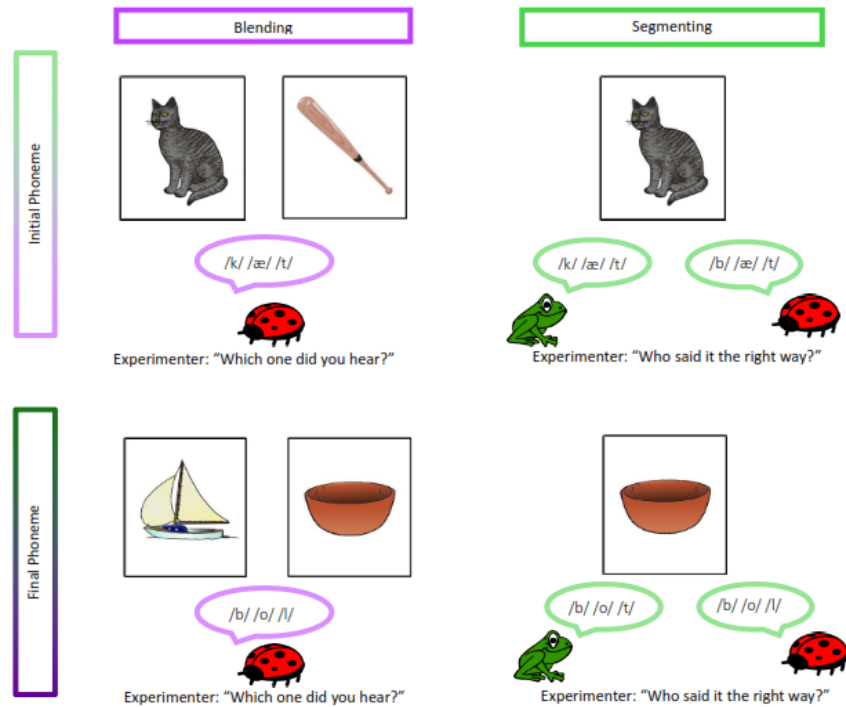 Blending
Segmenting
Initial Phoneme
/k/ /æ/ /t/
/k/ /æ/ /t/
/b/ /æ/ /t/
Experimenter: “Which one did you hear?”
Experimenter: “Who said it the right way?”
Final Phoneme
/b/ /o/ /l/
/b/ /o/ /t/
/b/ /o/ /l/
Experimenter: “Which one did you hear?”
Experimenter: “Who said it the right way?”